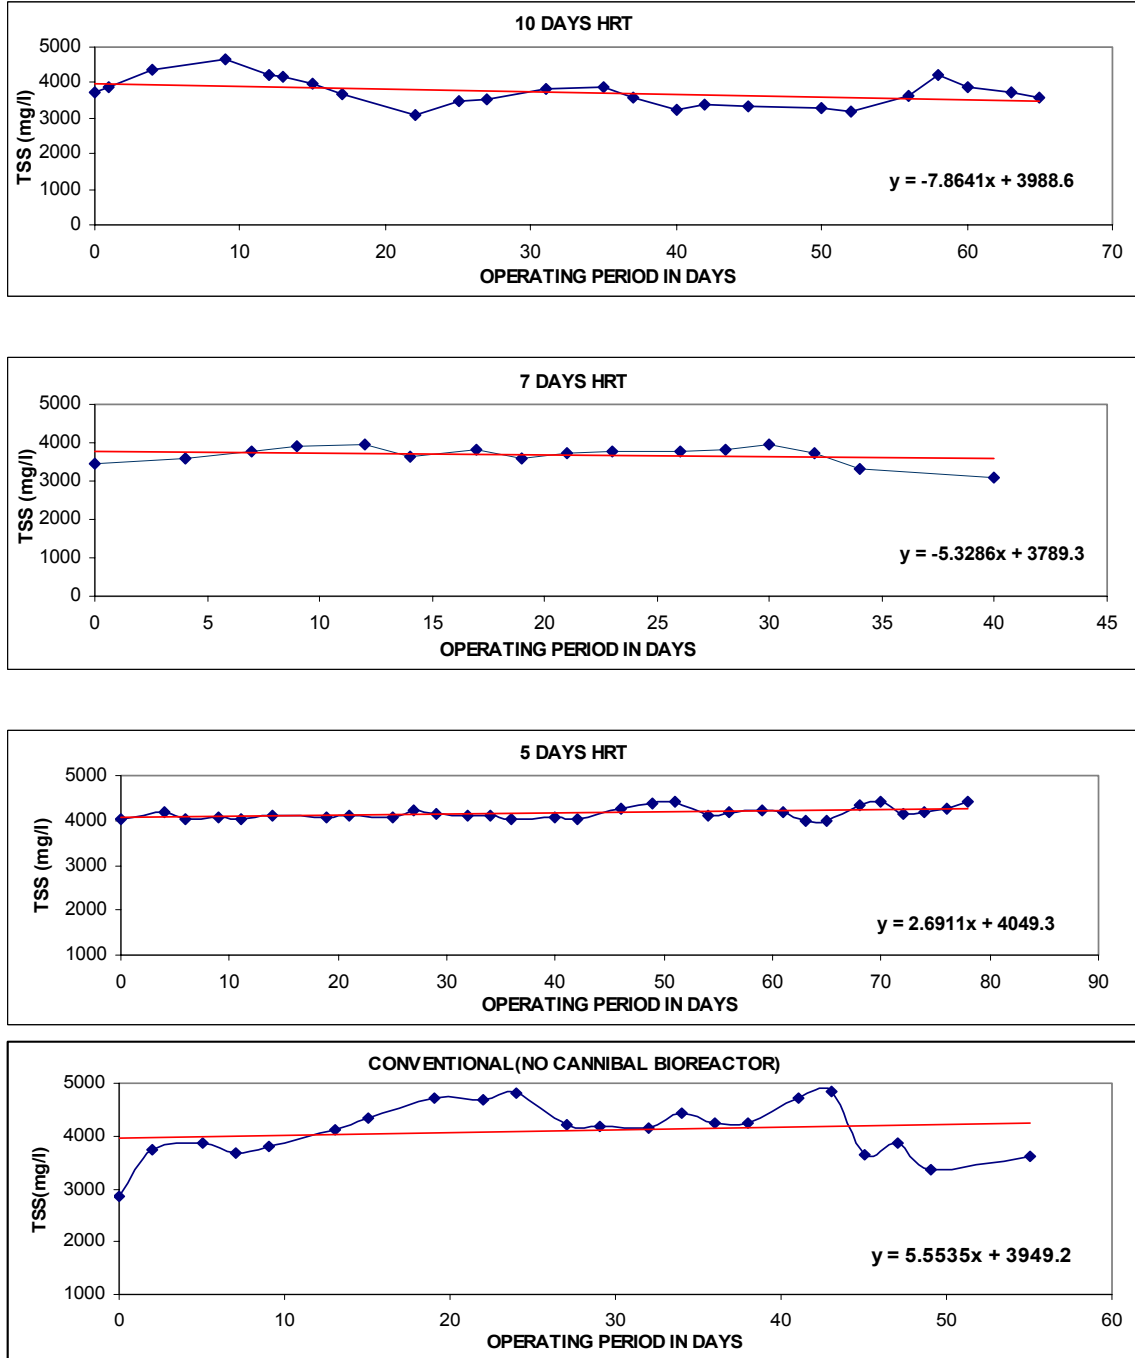 10 DAYS HRT
5000
4000
3000
2000
1000
0
TSS (mg/l)
y = -7.8641x + 3988.6
0 10 20 30 40 50 60 70
OPERATING PERIOD IN DAYS
7 DAYS HRT
5000
4000
3000
2000
1000
0
TSS (mg/l)
y = -5.3286x + 3789.3
0 5 10 15 20 25 30 35 40 45
OPERATING PERIOD IN DAYS
5 DAYS HRT
5000
4000
3000
2000
1000
TSS (mg/l)
y = 2.6911x + 4049.3
0 10 20 30 40 50 60 70 80 90
OPERATING PERIOD IN DAYS
CONVENTIONAL(NO CANNIBAL BIOREACTOR)
5000
4000
3000
2000
1000
TSS(mg/l)
y = 5.5535x + 3949.2
0 10 20 30 40 50 60
OPERATING PERIOD IN DAYS